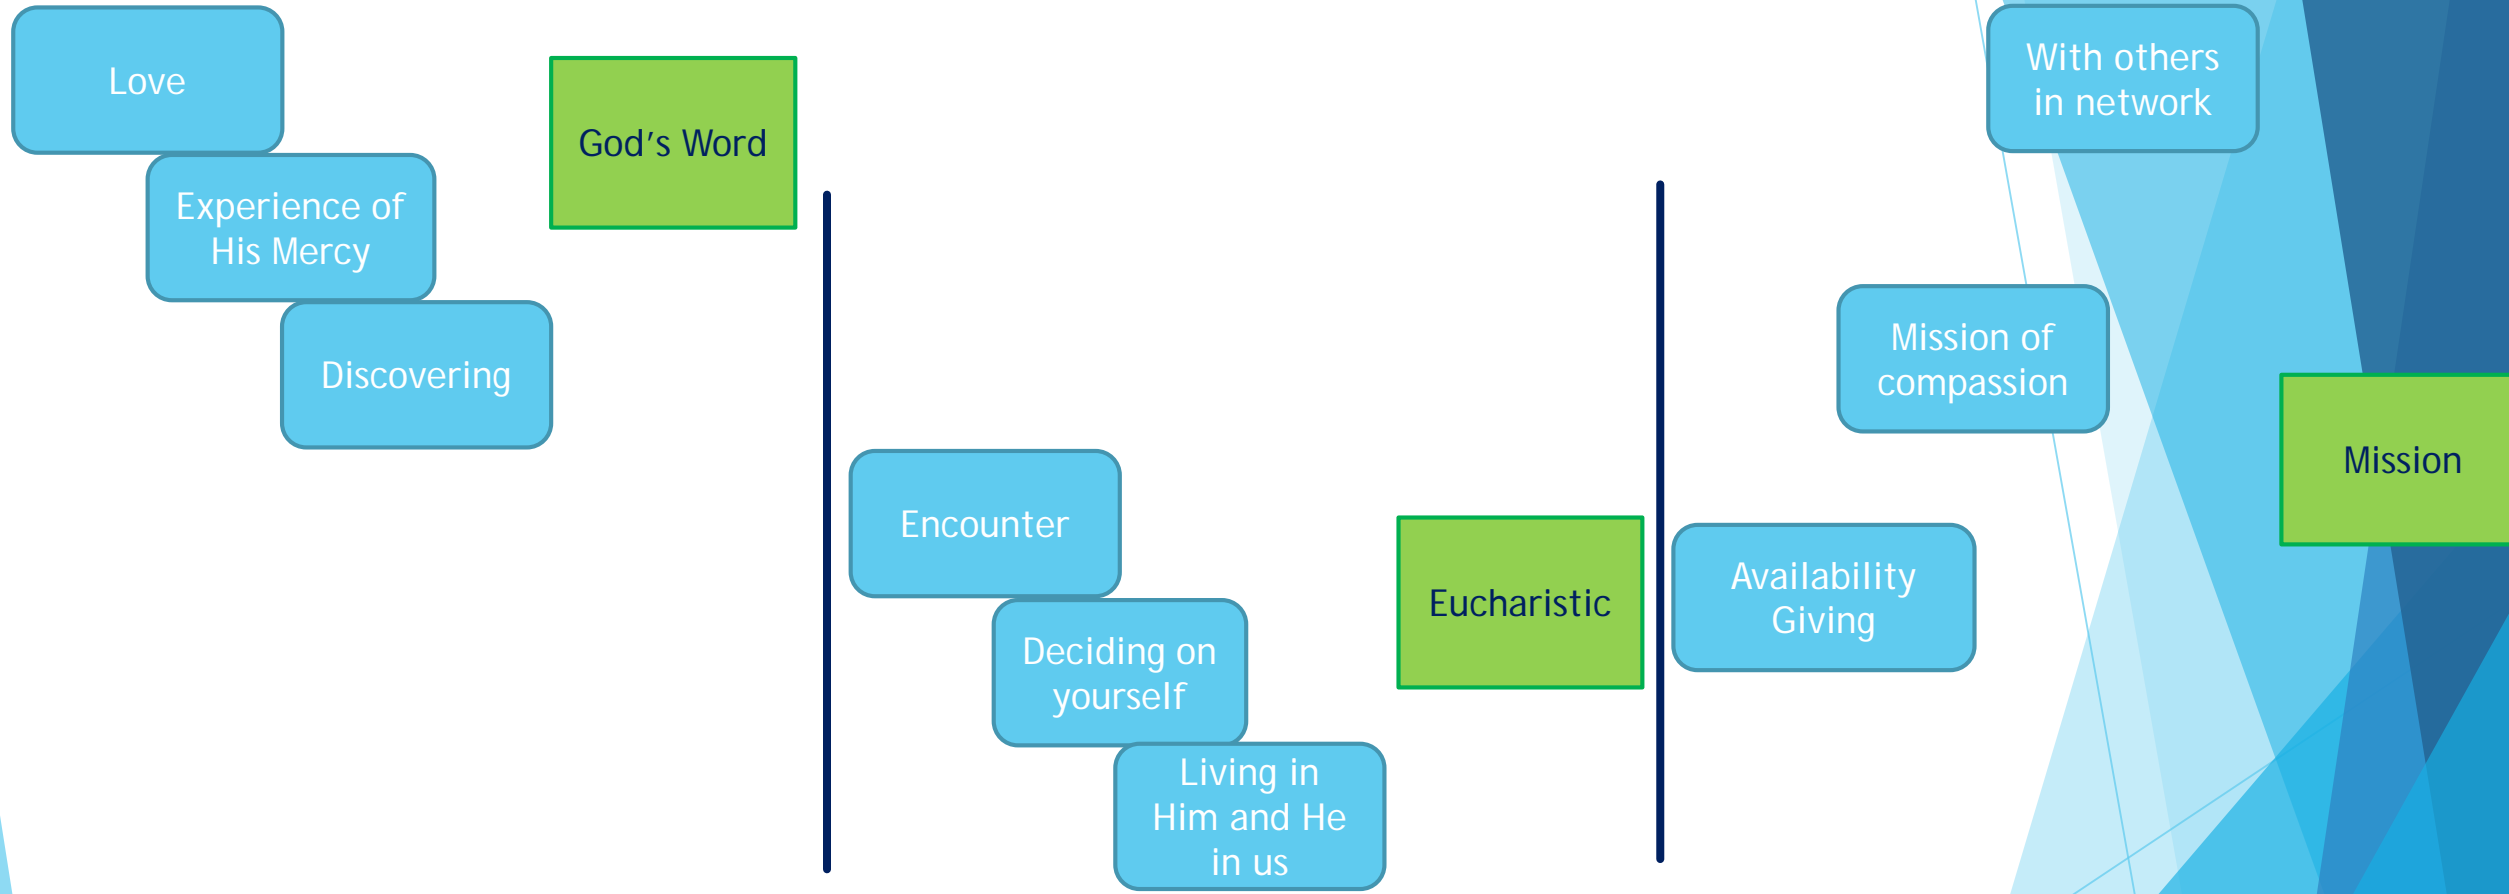 Love
God's Word
Experience of
His Mercy
Discovering
Encounter
Deciding on
yourself
Living in
Him and He
in us
Eucharistic
With others
in network
Mission of
compassion
Availability
Giving
Mission